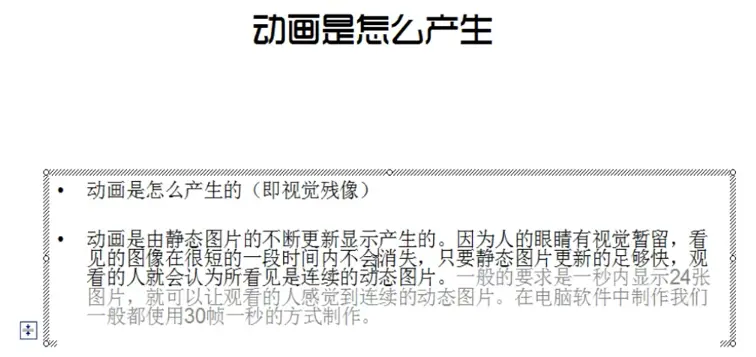 动画是怎么产生
• 动画是怎么产生的（即视觉残像）
• 动画是由静态图片的不断更新显示产生的。因为人的眼睛有视觉暂留，看
见的图像在很短的一段时间内不会消失，只要静态图片更新的足够快，观
看的人就会认为所看见是连续的动态图片。一般的要求是一秒内显示24张
图片，就可以让观看的人感觉到连续的动态图片。在电脑软件中制作我们
一般都使用30帧一秒的方式制作。